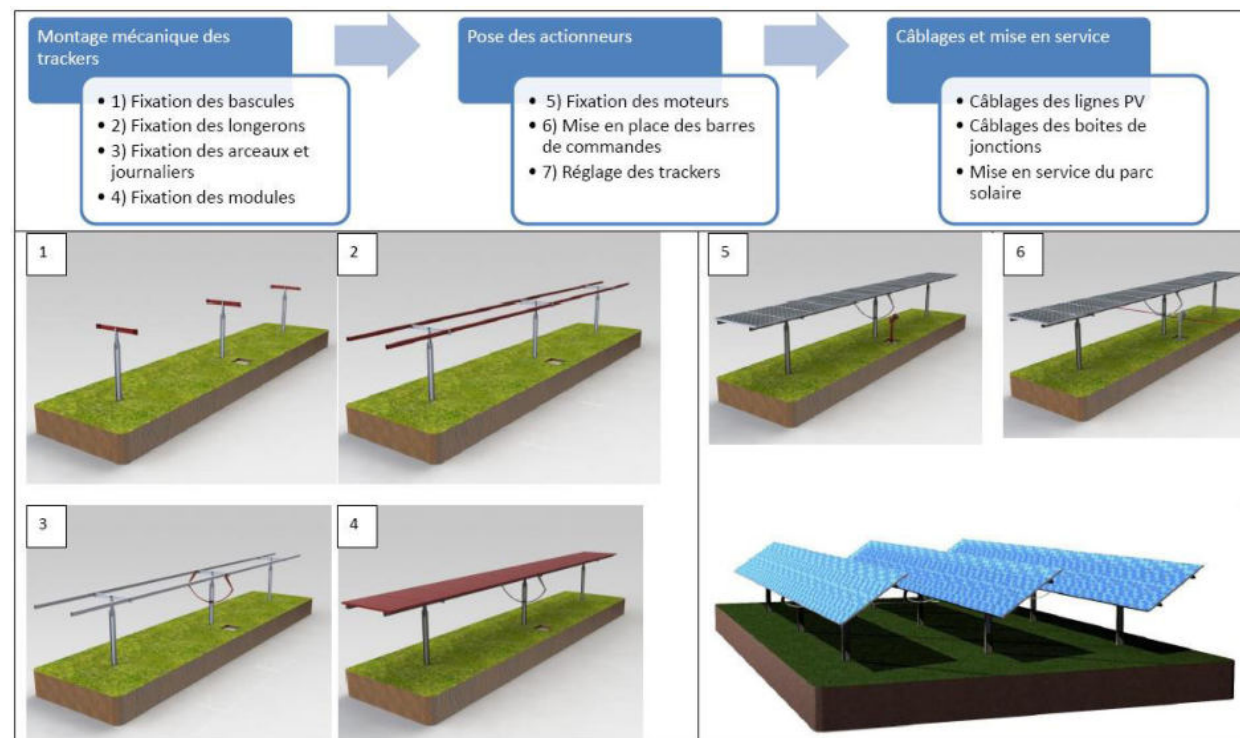 Montage mécanique des
trackers
• 1) Fixation des bascules
• 2) Fixation des longerons
• 3) Fixation des arceaux et
journaliers
• 4) Fixation des modules
Pose des actionneurs
• 5) Fixation des moteurs
• 6) Mise en place des barres
de commandes
• 7) Réglage des trackers
Câblages et mise en service
• Câblages des lignes PV
• Câblages des boites de
jonctions
• Mise en service du parc
solaire
1
2
3
4
5
6